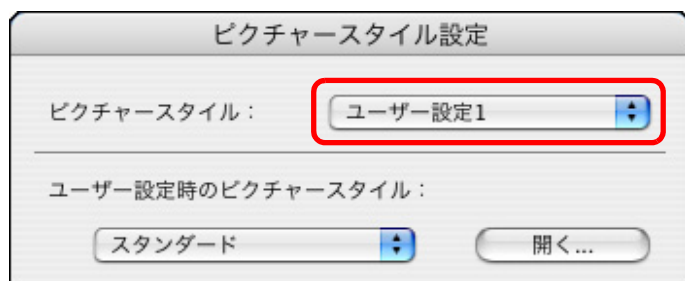 ピクチャースタイル設定
ピクチャースタイル： ユーザー設定1
ユーザー設定時のピクチャースタイル：
スタンダード 開く...